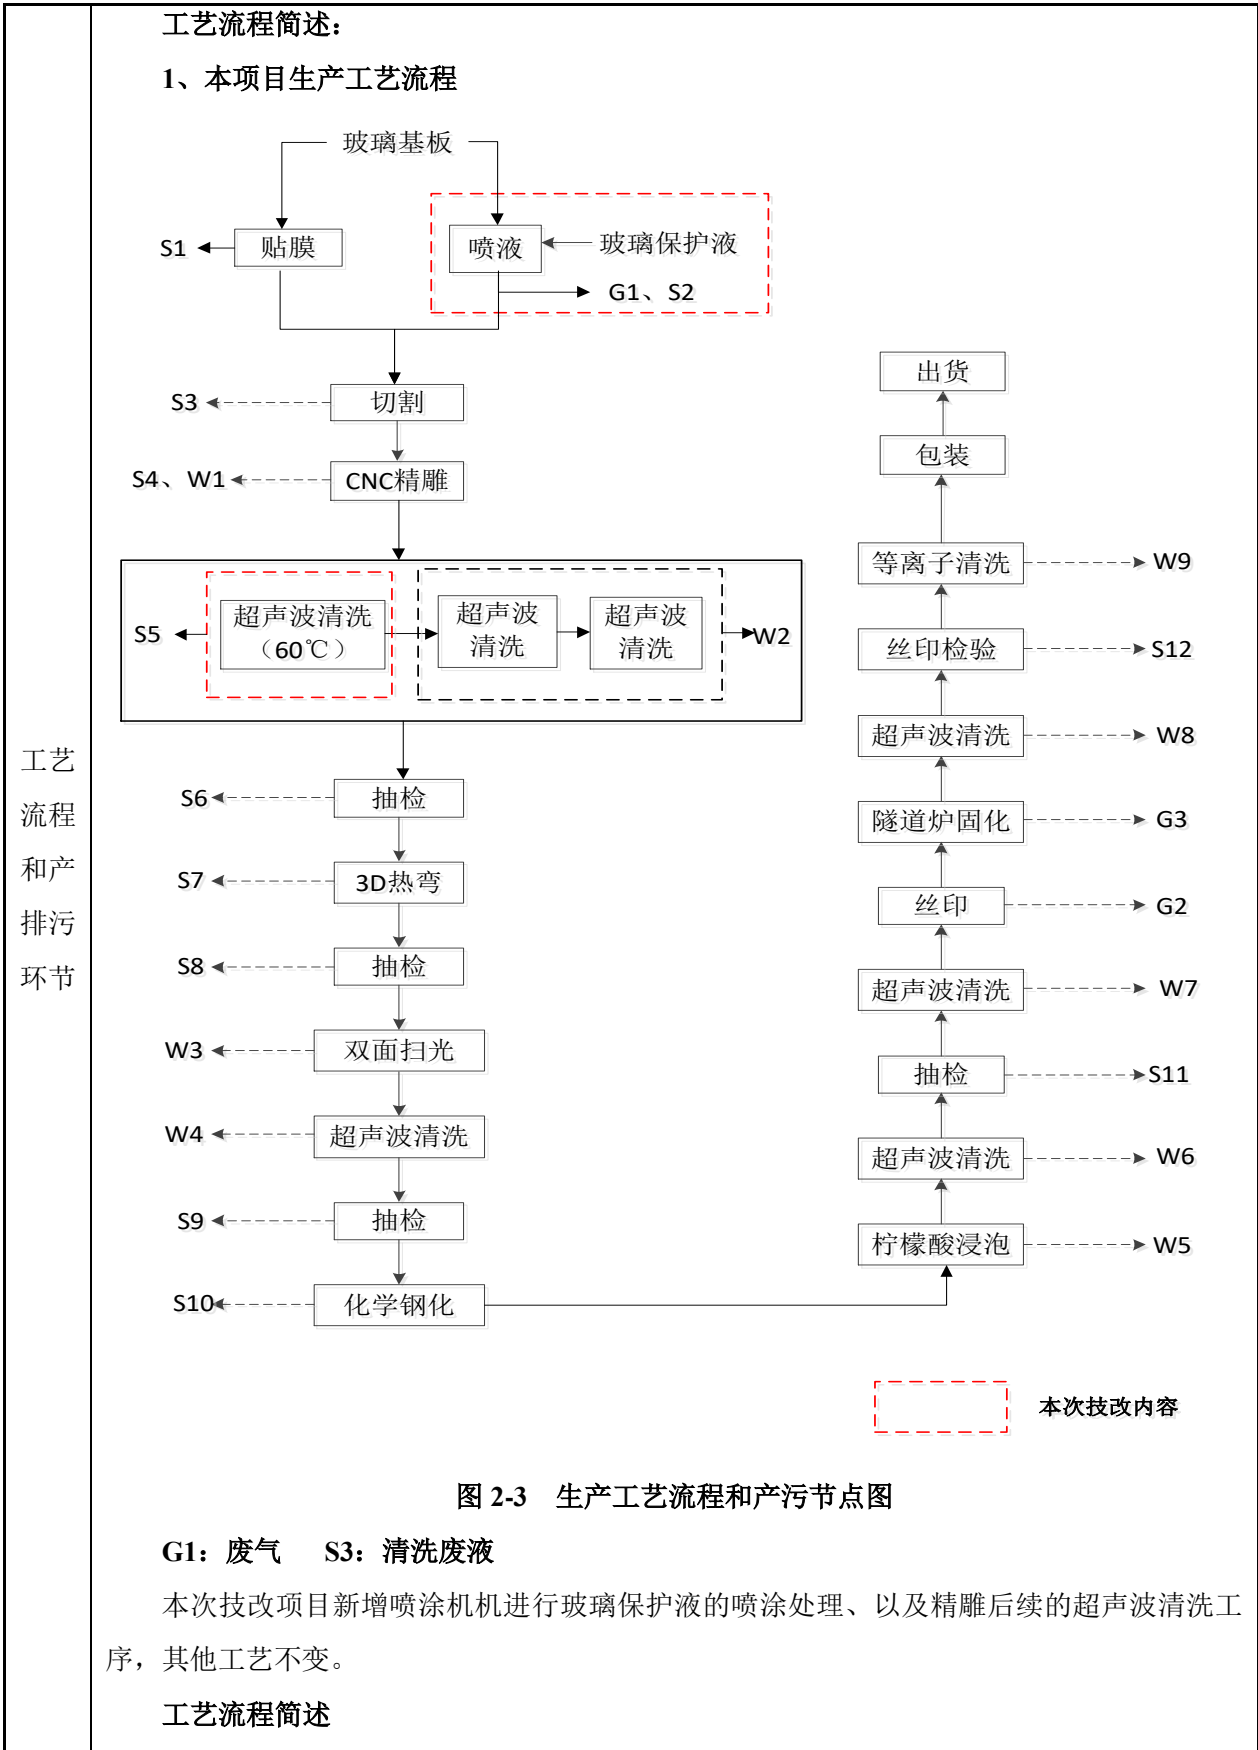 工艺流程简述：
1、本项目生产工艺流程
玻璃基板
S1
贴膜
喷液
玻璃保护液
G1、S2
S3
切割
S4、W1
CNC精雕
S5
超声波清洗
（60℃）
超声波
清洗
超声波
清洗
W2
S6
抽检
S7
3D热弯
S8
抽检
W3
双面扫光
W4
超声波清洗
S9
抽检
S10
化学钢化
出货
包装
等离子清洗
W9
丝印检验
S12
超声波清洗
W8
隧道炉固化
G3
丝印
G2
超声波清洗
W7
抽检
S11
超声波清洗
W6
柠檬酸浸泡
W5
本次技改内容
工艺
流程
和产
排污
环节
图 2-3 生产工艺流程和产污节点图
G1：废气 S3：清洗废液
本次技改项目新增喷涂机机进行玻璃保护液的喷涂处理、以及精雕后续的超声波清洗工
序，其他工艺不变。
工艺流程简述